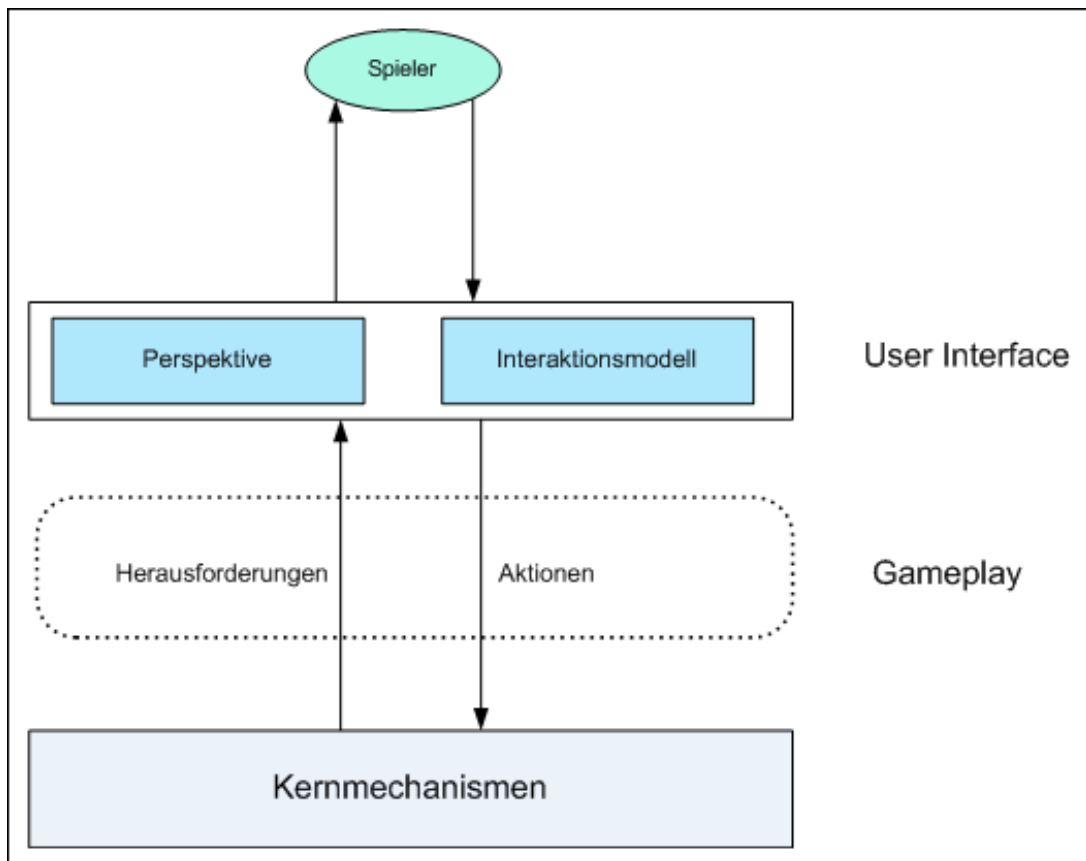 Spieler
Perspektive
Interaktionsmodell
User Interface
Herausforderungen
Aktionen
Gameplay
Kernmechanismen